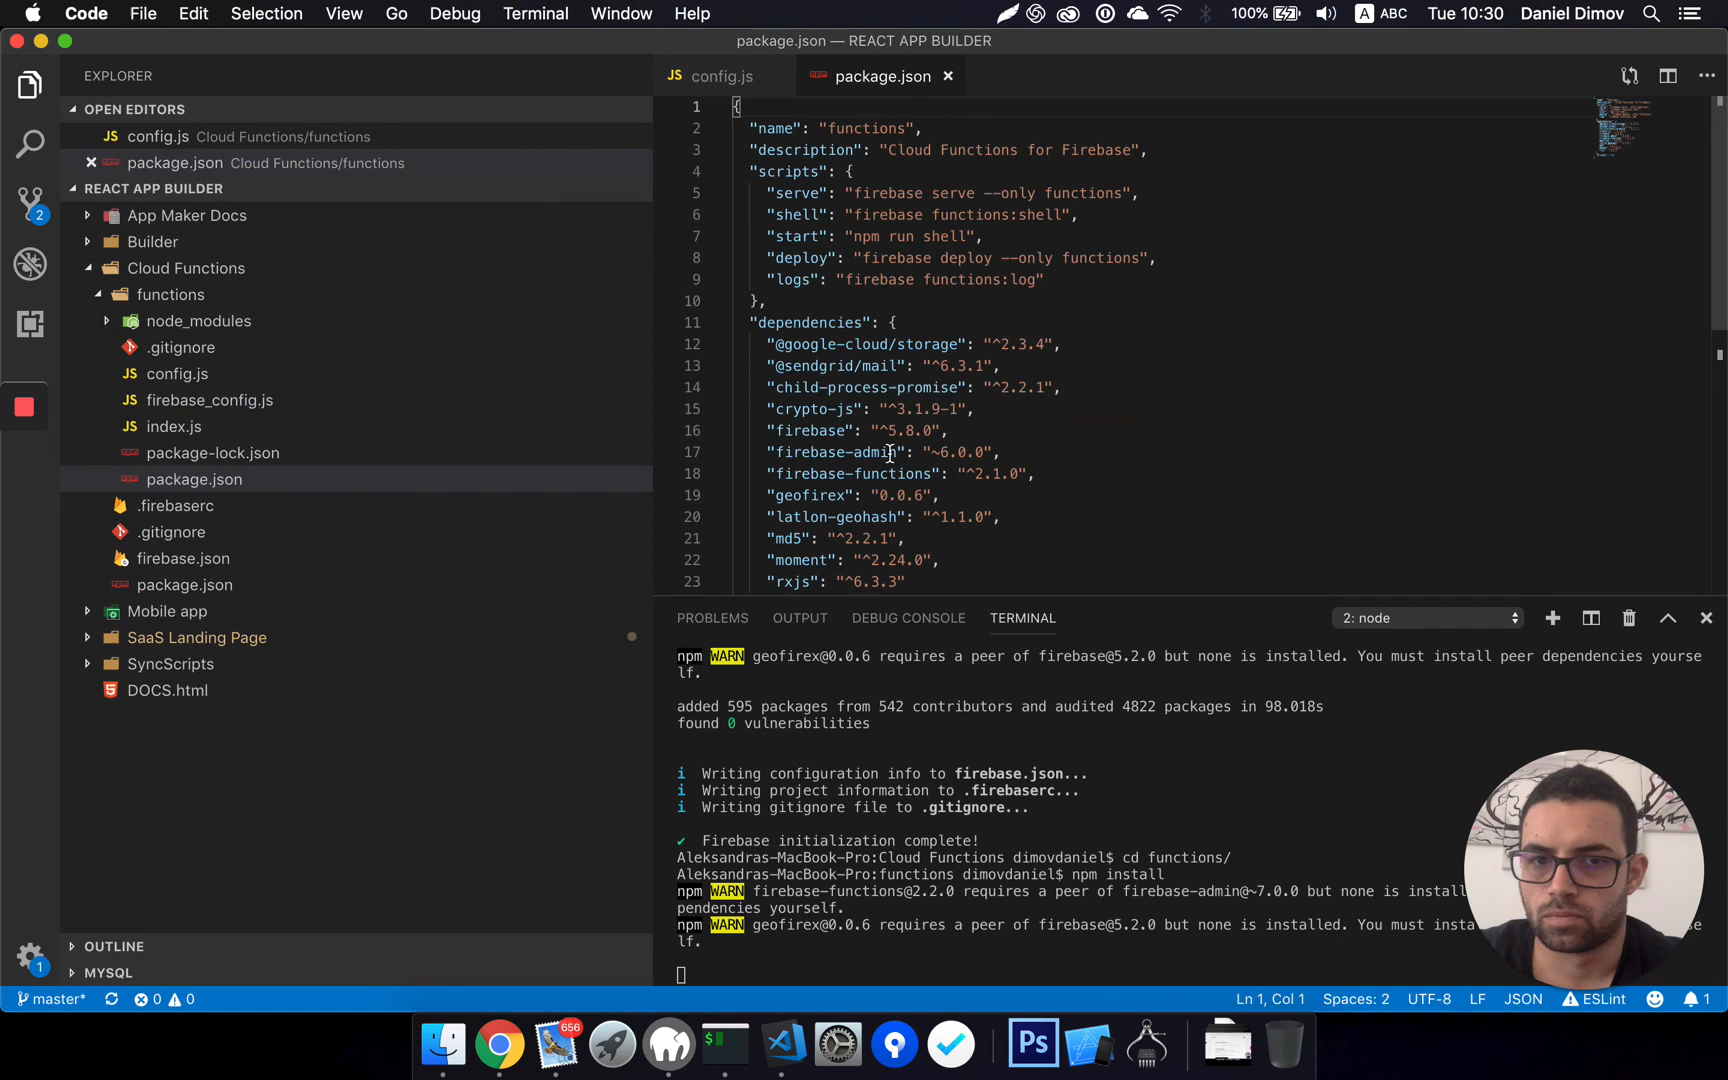 Code File Edit Selection View Go Debug Terminal Window Help 100% A ABC Tue 10:30 Daniel Dimov
package.json — REACT APP BUILDER
EXPLORER
OPEN EDITORS
JS config.js Cloud Functions/functions
package.json Cloud Functions/functions
REACT APP BUILDER
App Maker Docs
Builder
Cloud Functions
functions
node_modules
.gitignore
JS config.js
JS firebase_config.js
JS index.js
package-lock.json
package.json
.firebaserc
.gitignore
firebase.json
package.json
Mobile app
SaaS Landing Page
SyncScripts
DOCS.html
OUTLINE
MYSQL
2
1
JS config.js package.json
1 {
2 "name": "functions",
3 "description": "Cloud Functions for Firebase",
4 "scripts": {
5 "serve": "firebase serve --only functions",
6 "shell": "firebase functions:shell",
7 "start": "npm run shell",
8 "deploy": "firebase deploy --only functions",
9 "logs": "firebase functions:log"
10 },
11 "dependencies": {
12 "@google-cloud/storage": "^2.3.4",
13 "@sendgrid/mail": "^6.3.1",
14 "child-process-promise": "^2.2.1",
15 "crypto-js": "^3.1.9-1",
16 "firebase": "^5.8.0",
17 "firebase-admin": "~6.0.0",
18 "firebase-functions": "^2.1.0",
19 "geofirex": "0.0.6",
20 "latlon-geohash": "^1.1.0",
21 "md5": "^2.2.1",
22 "moment": "^2.24.0",
23 "rxjs": "^6.3.3"
PROBLEMS OUTPUT DEBUG CONSOLE TERMINAL 2: node
npm WARN geofirex@0.0.6 requires a peer of firebase@5.2.0 but none is installed. You must install peer dependencies yourse
lf.
added 595 packages from 542 contributors and audited 4822 packages in 98.018s
found 0 vulnerabilities
i Writing configuration info to firebase.json...
i Writing project information to .firebaserc...
i Writing gitignore file to .gitignore...
✔ Firebase initialization complete!
Aleksandras-MacBook-Pro:Cloud Functions dimovdaniel$ cd functions/
Aleksandras-MacBook-Pro:functions dimovdaniel$ npm install
npm WARN firebase-functions@2.2.0 requires a peer of firebase-admin@~7.0.0 but none is install
pendencies yourself.
npm WARN geofirex@0.0.6 requires a peer of firebase@5.2.0 but none is installed. You must insta se
lf.
master* 0 0 Ln 1, Col 1 Spaces: 2 UTF-8 LF JSON ESLint 1
656
$
Ps